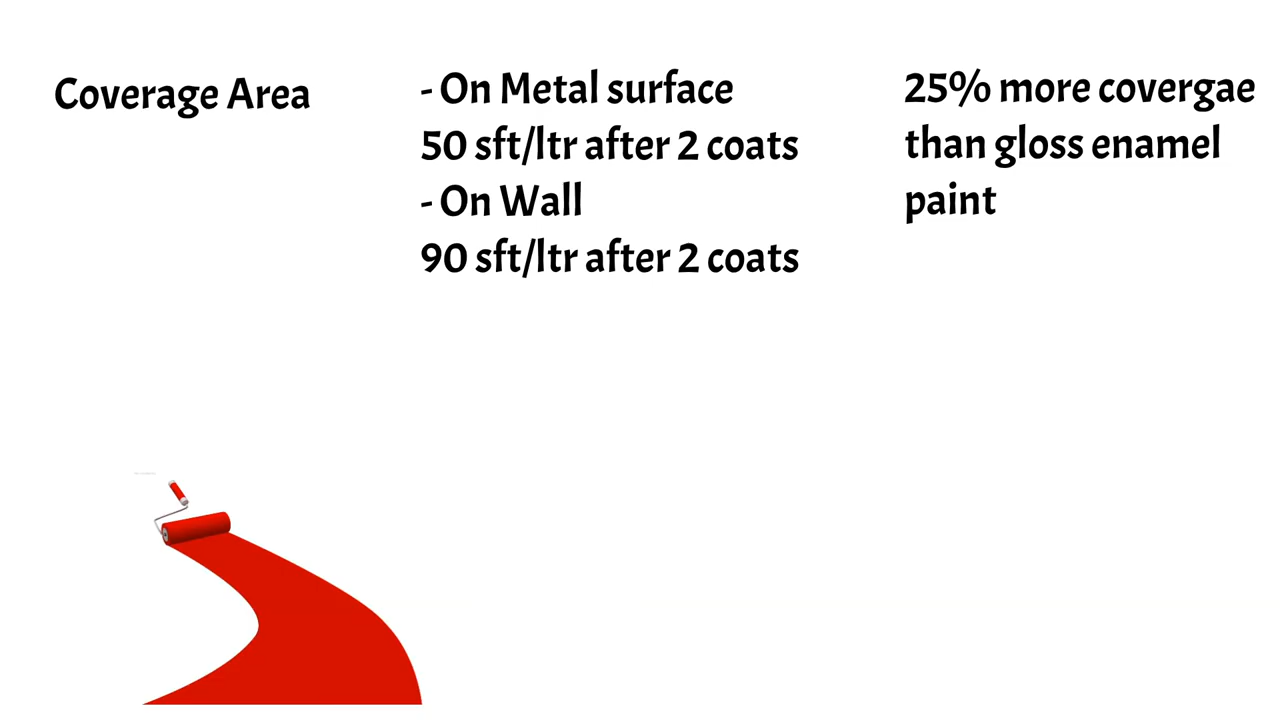 Coverage Area
- On Metal surface
50 sft/ltr after 2 coats
- On Wall
90 sft/ltr after 2 coats
25% more covergae
than gloss enamel
paint